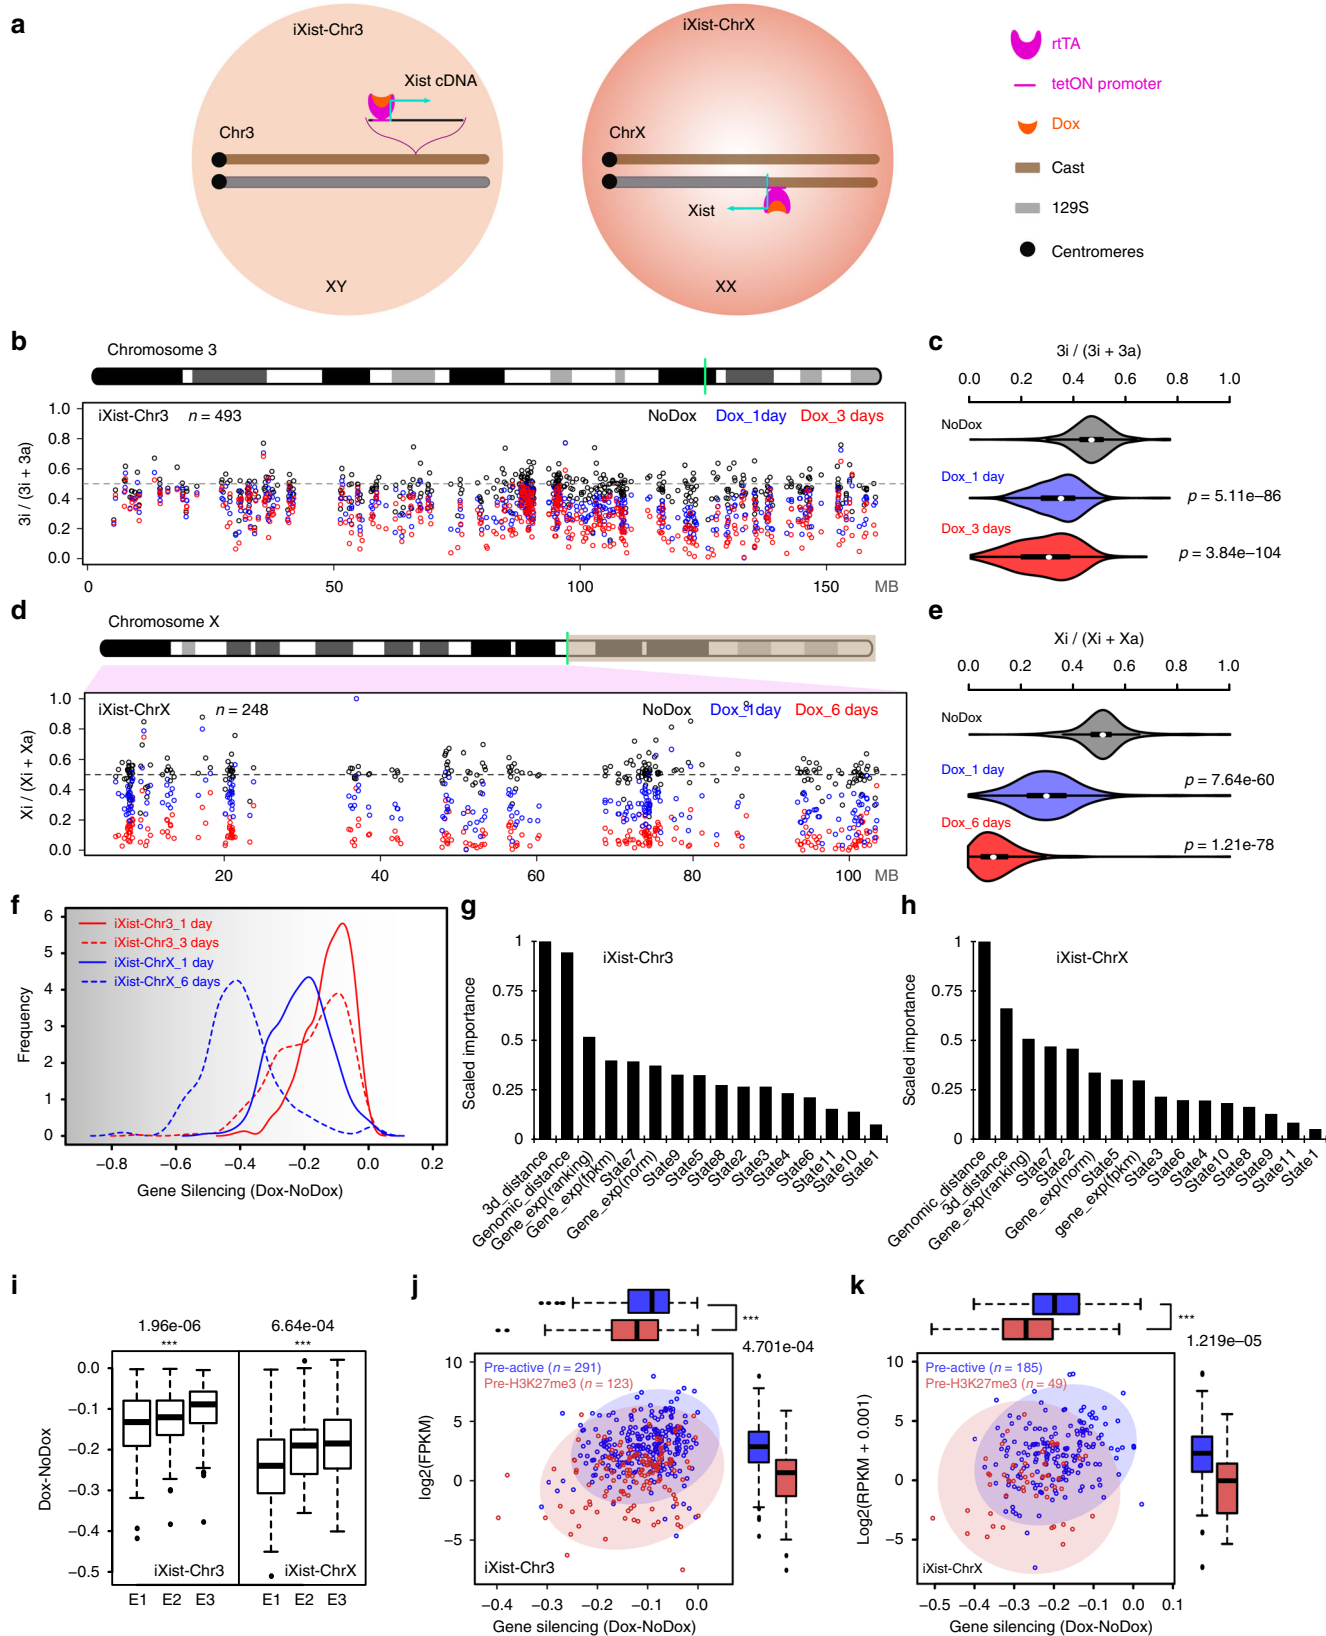 a
iXist-Chr3
Xist cDNA
Chr3
XY
iXist-ChrX
ChrX
Xist
XX
rtTA
tetON promoter
Dox
Cast
129S
Centromeres
b
Chromosome 3
1.0
0.8
0.6
0.4
0.2
0.0
3i / (3i + 3a)
iXist-Chr3 n = 493
NoDox Dox_1day Dox_3 days
0 50 100 150 MB
c
3i / (3i + 3a)
0.0 0.2 0.4 0.6 0.8 1.0
NoDox
Dox_1 day
p = 5.11e–86
Dox_3 days
p = 3.84e–104
d
Chromosome X
1.0
0.8
0.6
0.4
0.2
0.0
Xi / (Xi + Xa)
iXist-ChrX n = 248
NoDox Dox_1day Dox_6 days
20 40 60 80 100 MB
e
Xi / (Xi + Xa)
0.0 0.2 0.4 0.6 0.8 1.0
NoDox
Dox_1 day
p = 7.64e-60
Dox_6 days
p = 1.21e-78
f
6
5
4
3
2
1
0
Frequency
iXist-Chr3_1 day
iXist-Chr3_3 days
iXist-ChrX_1 day
iXist-ChrX_6 days
−0.8 −0.6 −0.4 −0.2 0.0 0.2
Gene Silencing (Dox-NoDox)
g
iXist-Chr3
1
0.75
0.5
0.25
0
Scaled importance
3d_distance
Genomic_distance
Gene_exp(ranking)
Gene_exp(fpkm)
State7
Gene_exp(norm)
State9
State5
State8
State2
State3
State4
State6
State11
State10
State1
h
iXist-ChrX
1
0.75
0.5
0.25
0
Scaled importance
Genomic_distance
3d_distance
Gene_exp(ranking)
State7
State2
Gene_exp(norm)
State5
gene_exp(fpkm)
State3
State6
State4
State10
State8
State9
State11
State1
i
1.96e-06 6.64e-04
*** ***
0.0
−0.1
−0.2
−0.3
−0.4
−0.5
Dox-NoDox
iXist-Chr3 iXist-ChrX
E1 E2 E3 E1 E2 E3
j
***
4.701e-04
10
5
0
−5
log2(FPKM)
Pre-active (n = 291)
Pre-H3K27me3 (n = 123)
iXist-Chr3
−0.4 −0.3 −0.2 −0.1 0.0
Gene silencing (Dox-NoDox)
k
***
1.219e−05
10
5
0
−5
Log2(RPKM + 0.001)
Pre-active (n = 185)
Pre-H3K27me3 (n = 49)
iXist-ChrX
−0.5 −0.4 −0.3 −0.2 −0.1 0.0 0.1
Gene silencing (Dox-NoDox)